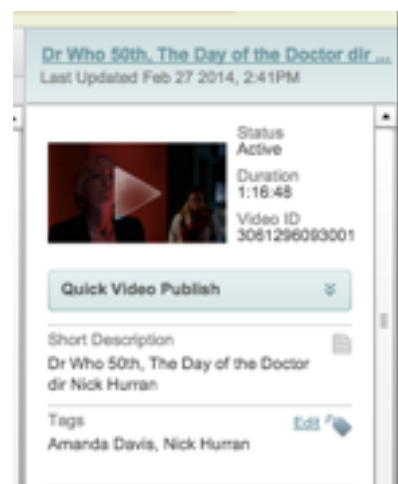 Dr Who 50th, The Day of the Doctor dir ...
Last Updated Feb 27 2014, 2:41PM
Status
Active
Duration
1:16:48
Video ID
3061296093001
Quick Video Publish
Short Description
Dr Who 50th, The Day of the Doctor
dir Nick Hurran
Tags
Edit
Amanda Davis, Nick Hurran